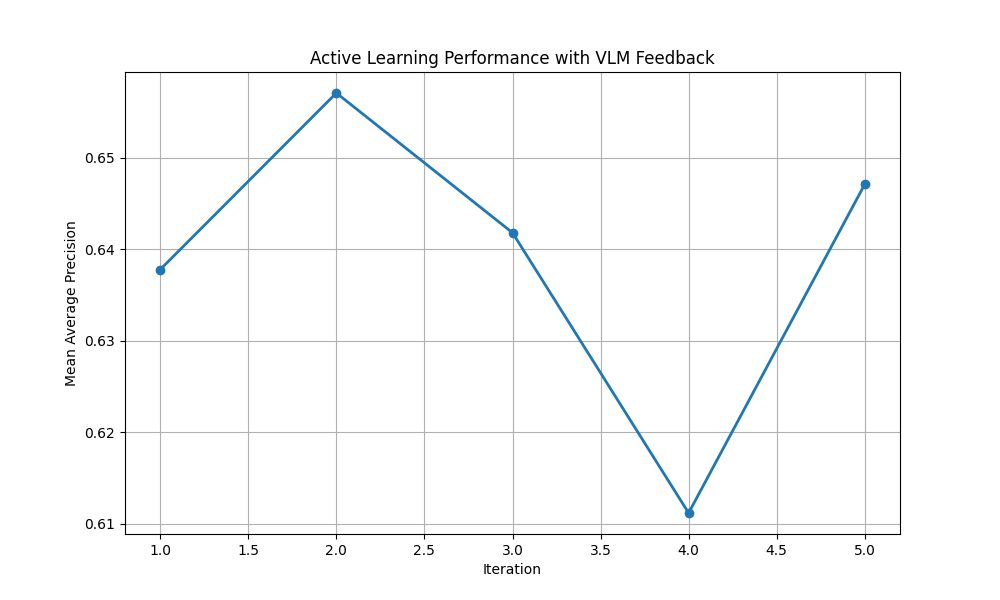 Active Learning Performance with VLM Feedback
Mean Average Precision
0.65
0.64
0.63
0.62
0.61
1.0 1.5 2.0 2.5 3.0 3.5 4.0 4.5 5.0
Iteration